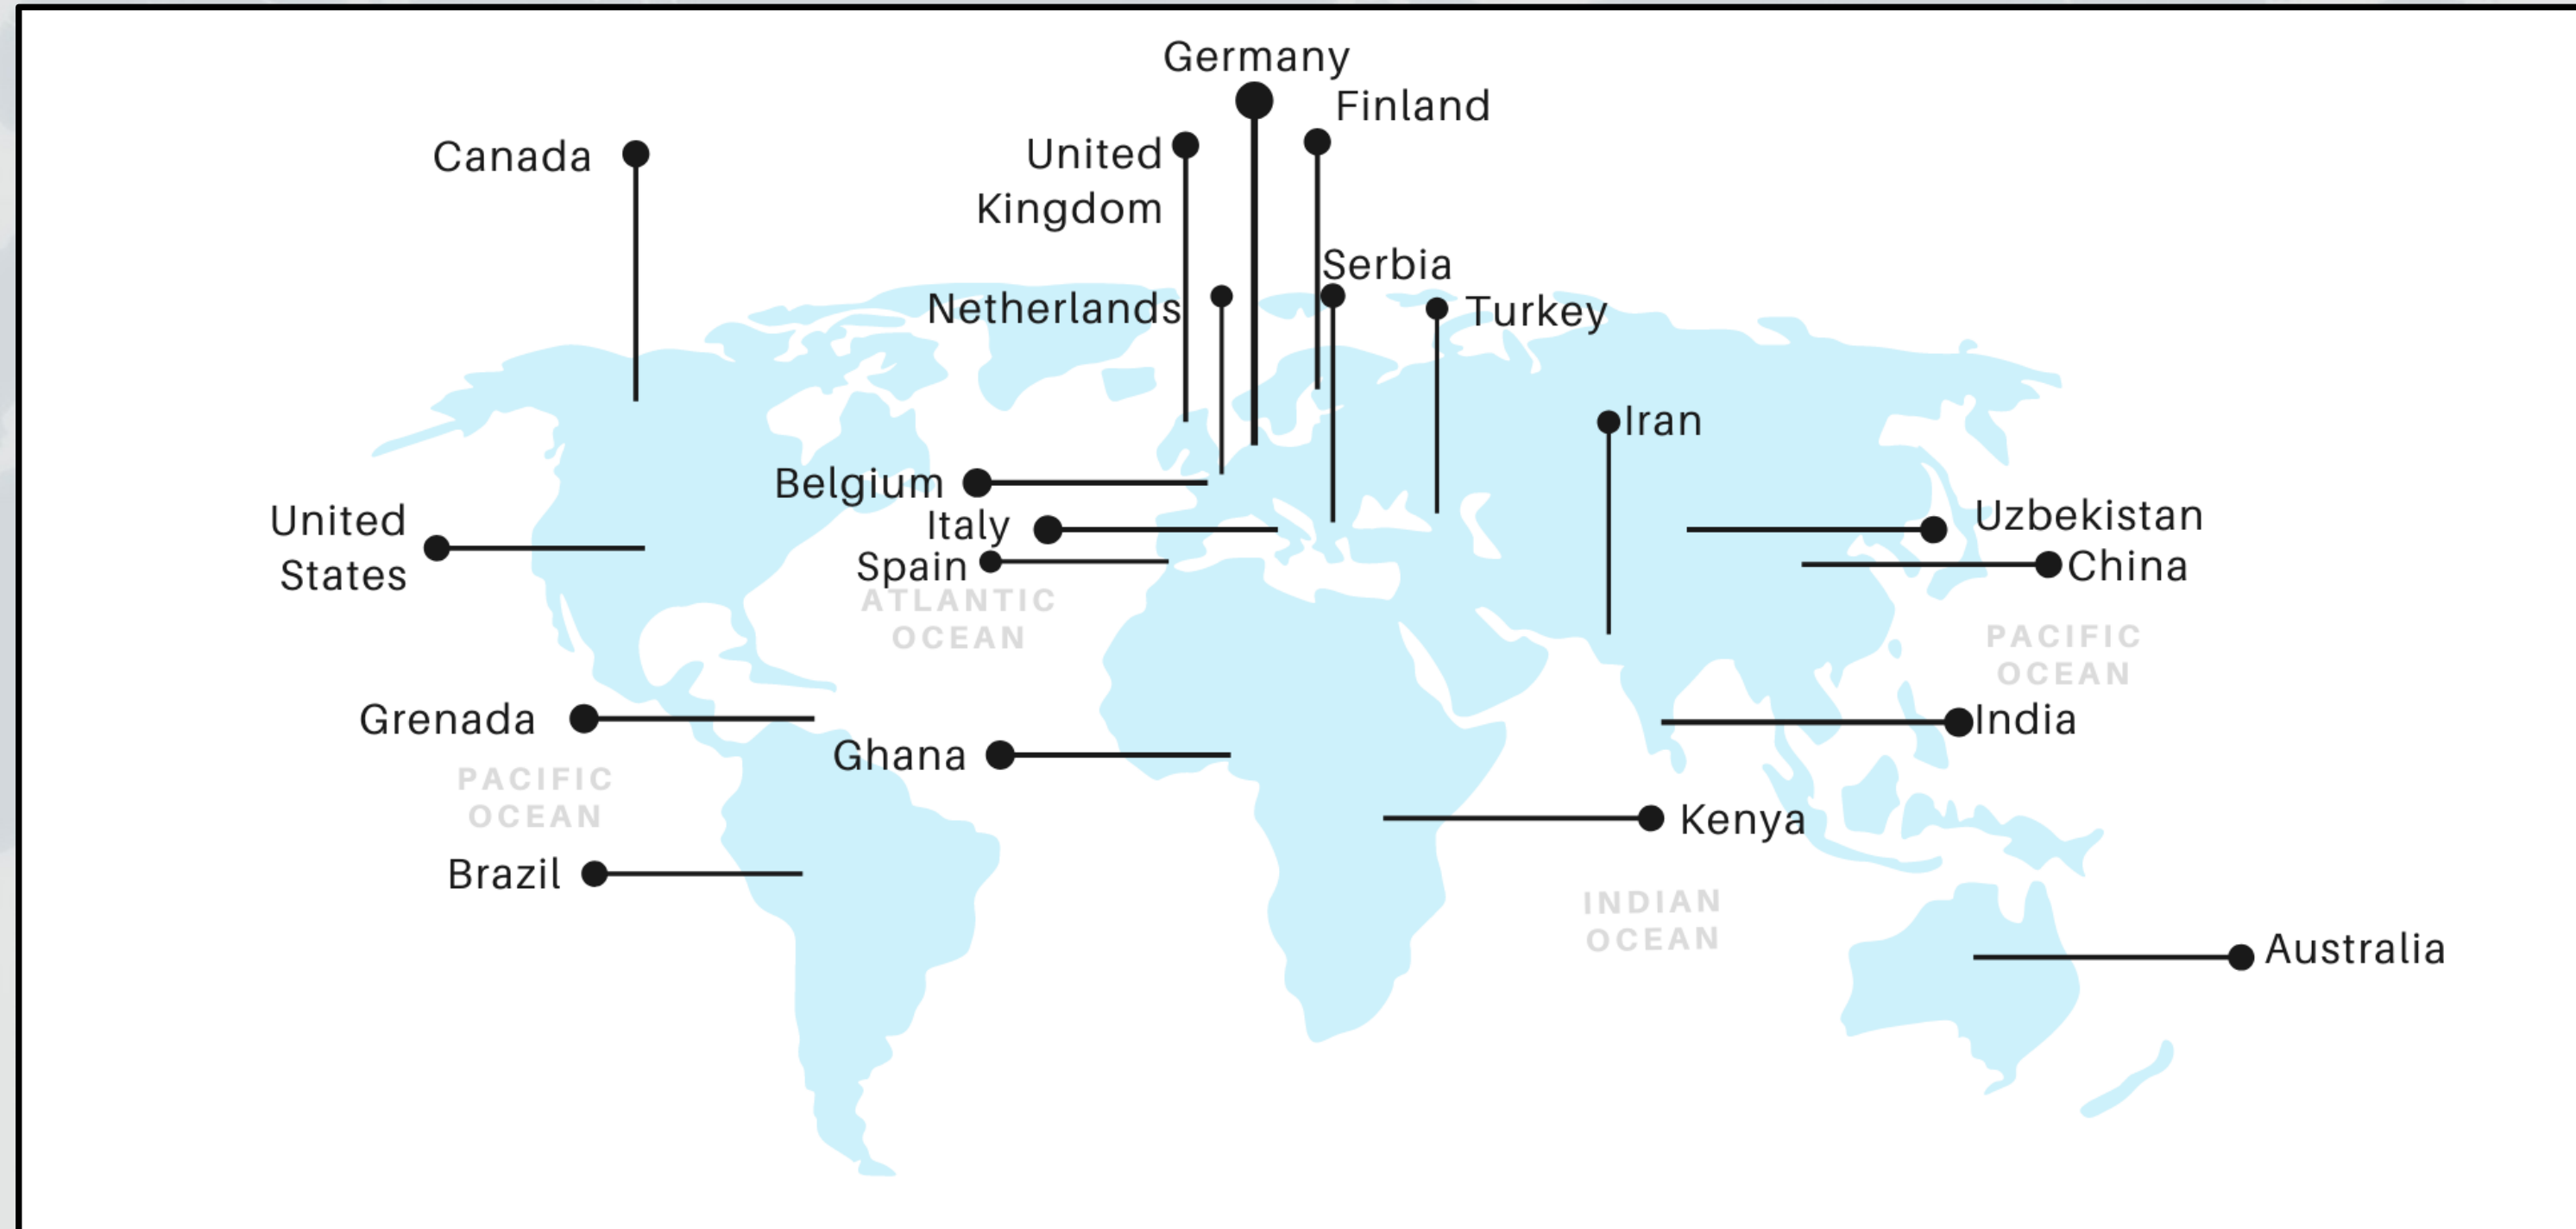 Germany
Finland
Canada
United
Kingdom
Serbia
Netherlands
Turkey
Iran
Belgium
United
States
Italy
Uzbekistan
Spain
China
ATLANTIC
OCEAN
PACIFIC
OCEAN
Grenada
India
Ghana
PACIFIC
OCEAN
Kenya
Brazil
INDIAN
OCEAN
Australia